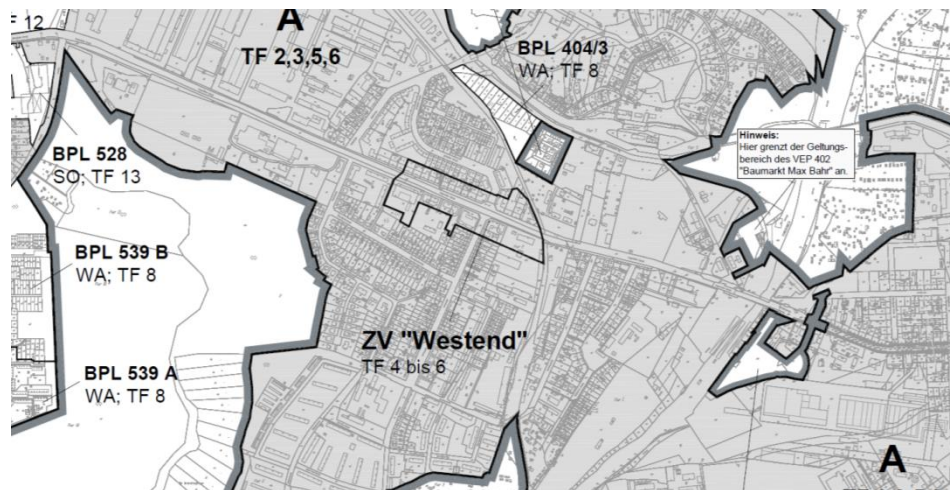 F 12
A
TF 2,3,5,6
BPL 404/3
WA; TF 8
Hinweis:
Hier grenzt der Geltungs-
bereich des VEP 402
"Baumarkt Max Bahr" an.
BPL 528
SO; TF 13
BPL 539 B
WA; TF 8
ZV "Westend"
TF 4 bis 6
BPL 539 A
WA; TF 8
A